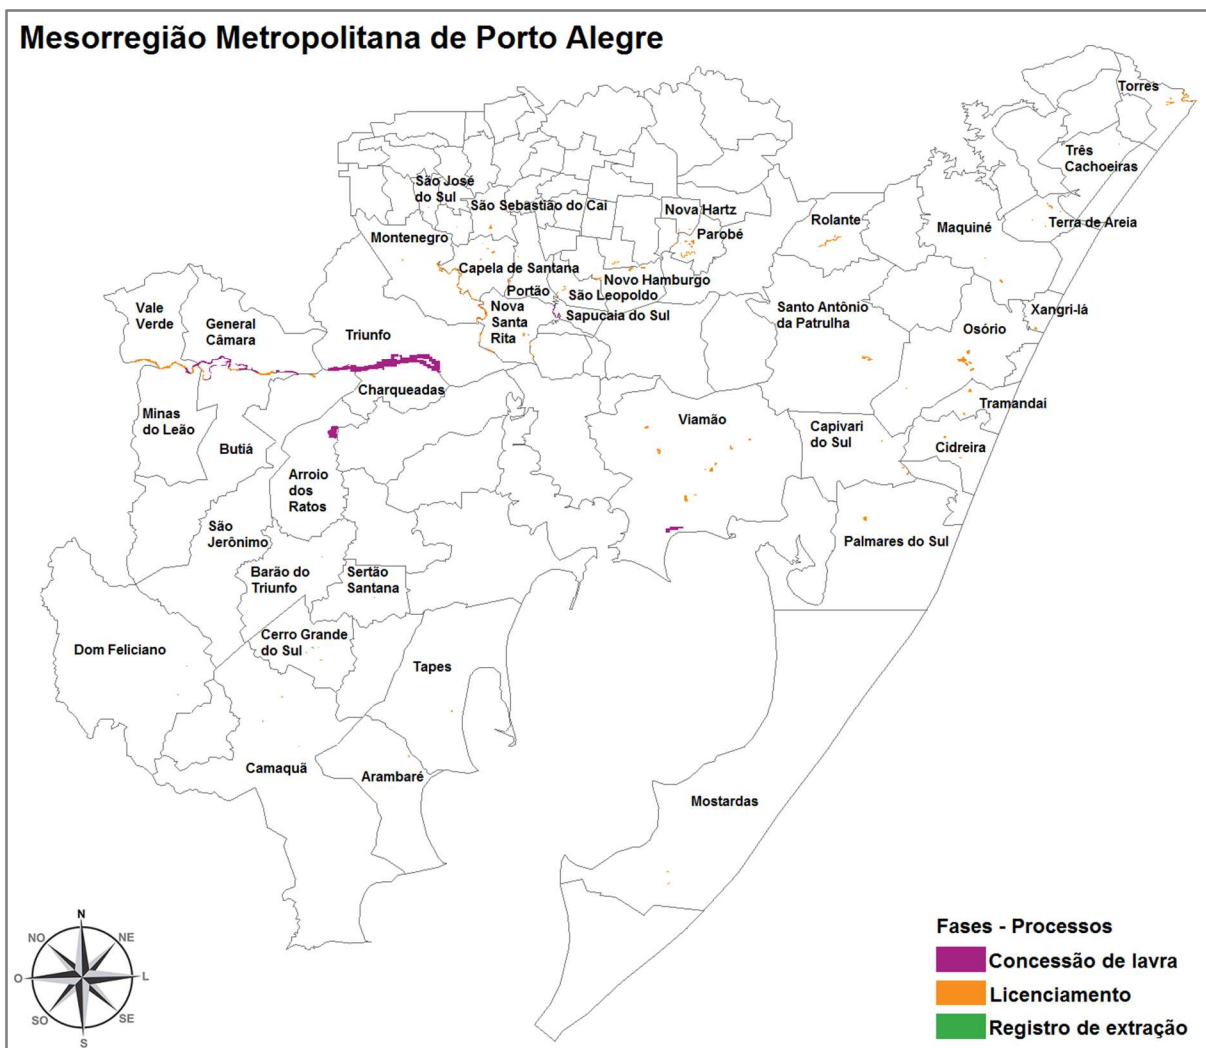 Mesorregião Metropolitana de Porto Alegre
Torres
Três
Cachoeiras
São José
do Sul
São Sebastião do Cai
Nova Hartz
Rolante
Maquiné
Terra de Areia
Montenegro
Parobé
Capela de Santana
Novo Hamburgo
Portão
São Leopoldo
Vale
Verde
General
Câmara
Triunfo
Nova
Santa
Rita
Sapucaia do Sul
Santo Antônio
da Patrulha
Xangri-lá
Osório
Charqueadas
Minas
do Leão
Butiá
Viamão
Capivari
do Sul
Tramandai
Cidreira
Arroio
dos
Ratos
São
Jerônimo
Palmares do Sul
Barão do
Triunfo
Sertão
Santana
Dom Feliciano
Cerro Grande
do Sul
Tapes
Camaquã
Arambaré
Mostardas
N
NO
NE
O
L
SO
SE
S
Fases - Processos
Concessão de lavra
Licenciamento
Registro de extração